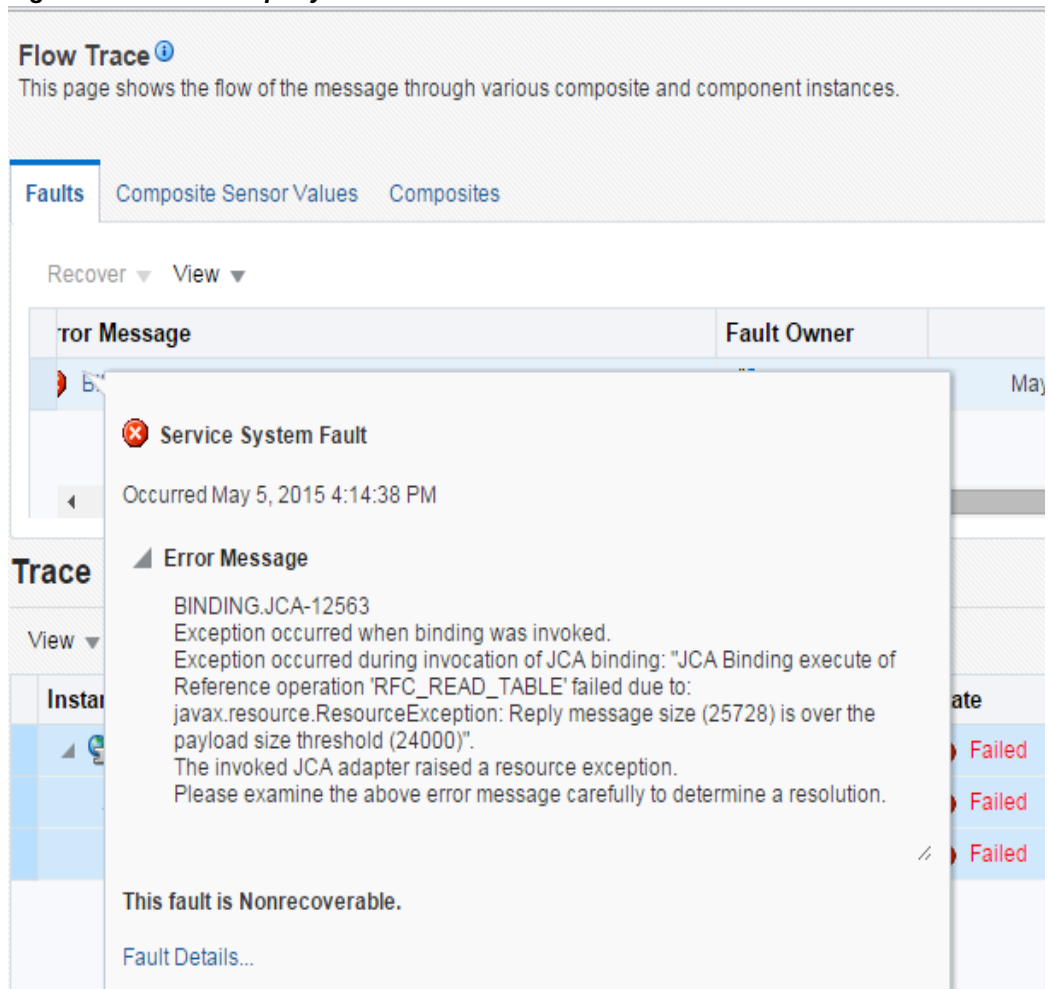 Flow Trace
This page shows the flow of the message through various composite and component instances.
Faults Composite Sensor Values Composites
Recover View
rror Message Fault Owner
May
Service System Fault
Occurred May 5, 2015 4:14:38 PM
Error Message
BINDING.JCA-12563
Exception occurred when binding was invoked.
Exception occurred during invocation of JCA binding: "JCA Binding execute of
Reference operation 'RFC_READ_TABLE' failed due to:
javax.resource.ResourceException: Reply message size (25728) is over the
payload size threshold (24000)".
The invoked JCA adapter raised a resource exception.
Please examine the above error message carefully to determine a resolution.
This fault is Nonrecoverable.
Fault Details...
Trace
View
Instan ate
Failed
Failed
Failed